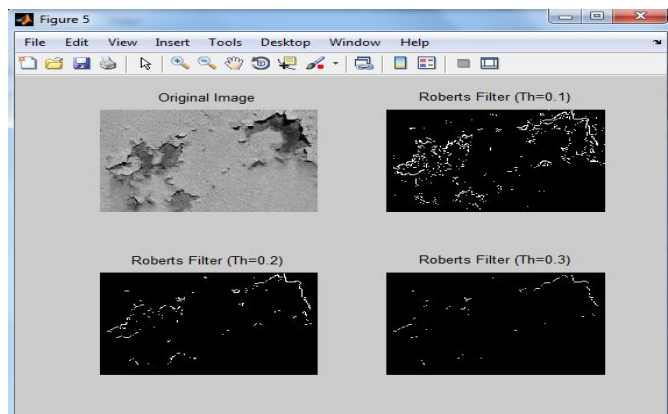 Figure 5
File Edit View Insert Tools Desktop Window Help
Original Image
Roberts Filter (Th=0.1)
Roberts Filter (Th=0.2)
Roberts Filter (Th=0.3)